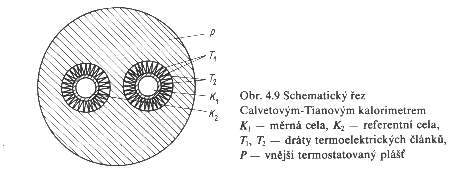 P
T₁
T₂
K₁
K₂
Obr. 4.9 Schematický řez
Calvetovým-Tianovým kalorimetrem
K₁ — měrná cela, K₂ — referentní cela,
T₁, T₂ — dráty termoelektrických článků,
P — vnější termostatovaný plášť